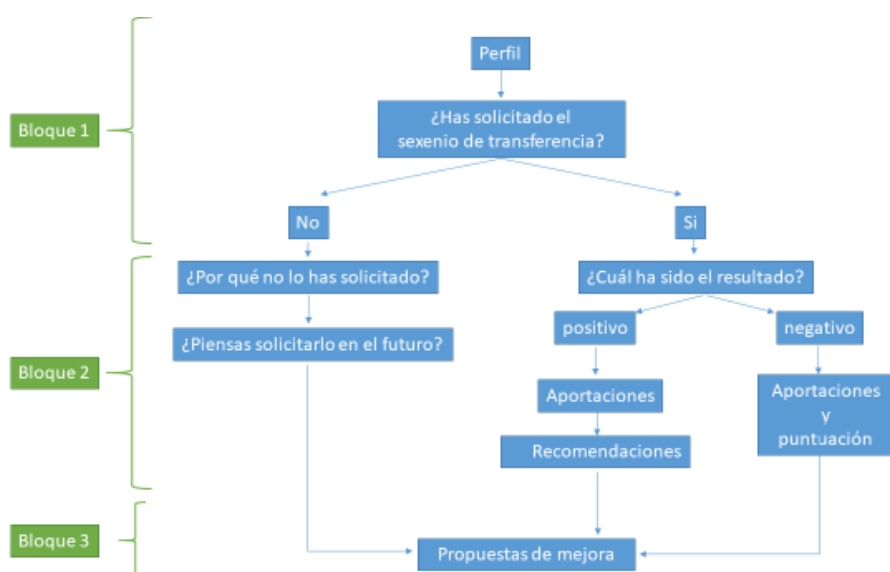 Perfil
Bloque 1
¿Has solicitado el
sexenio de transferencia?
No
Si
¿Por qué no lo has solicitado?
¿Cuál ha sido el resultado?
positivo
negativo
¿Piensas solicitarlo en el futuro?
Bloque 2
Aportaciones
Aportaciones
y
puntuación
Recomendaciones
Bloque 3
Propuestas de mejora